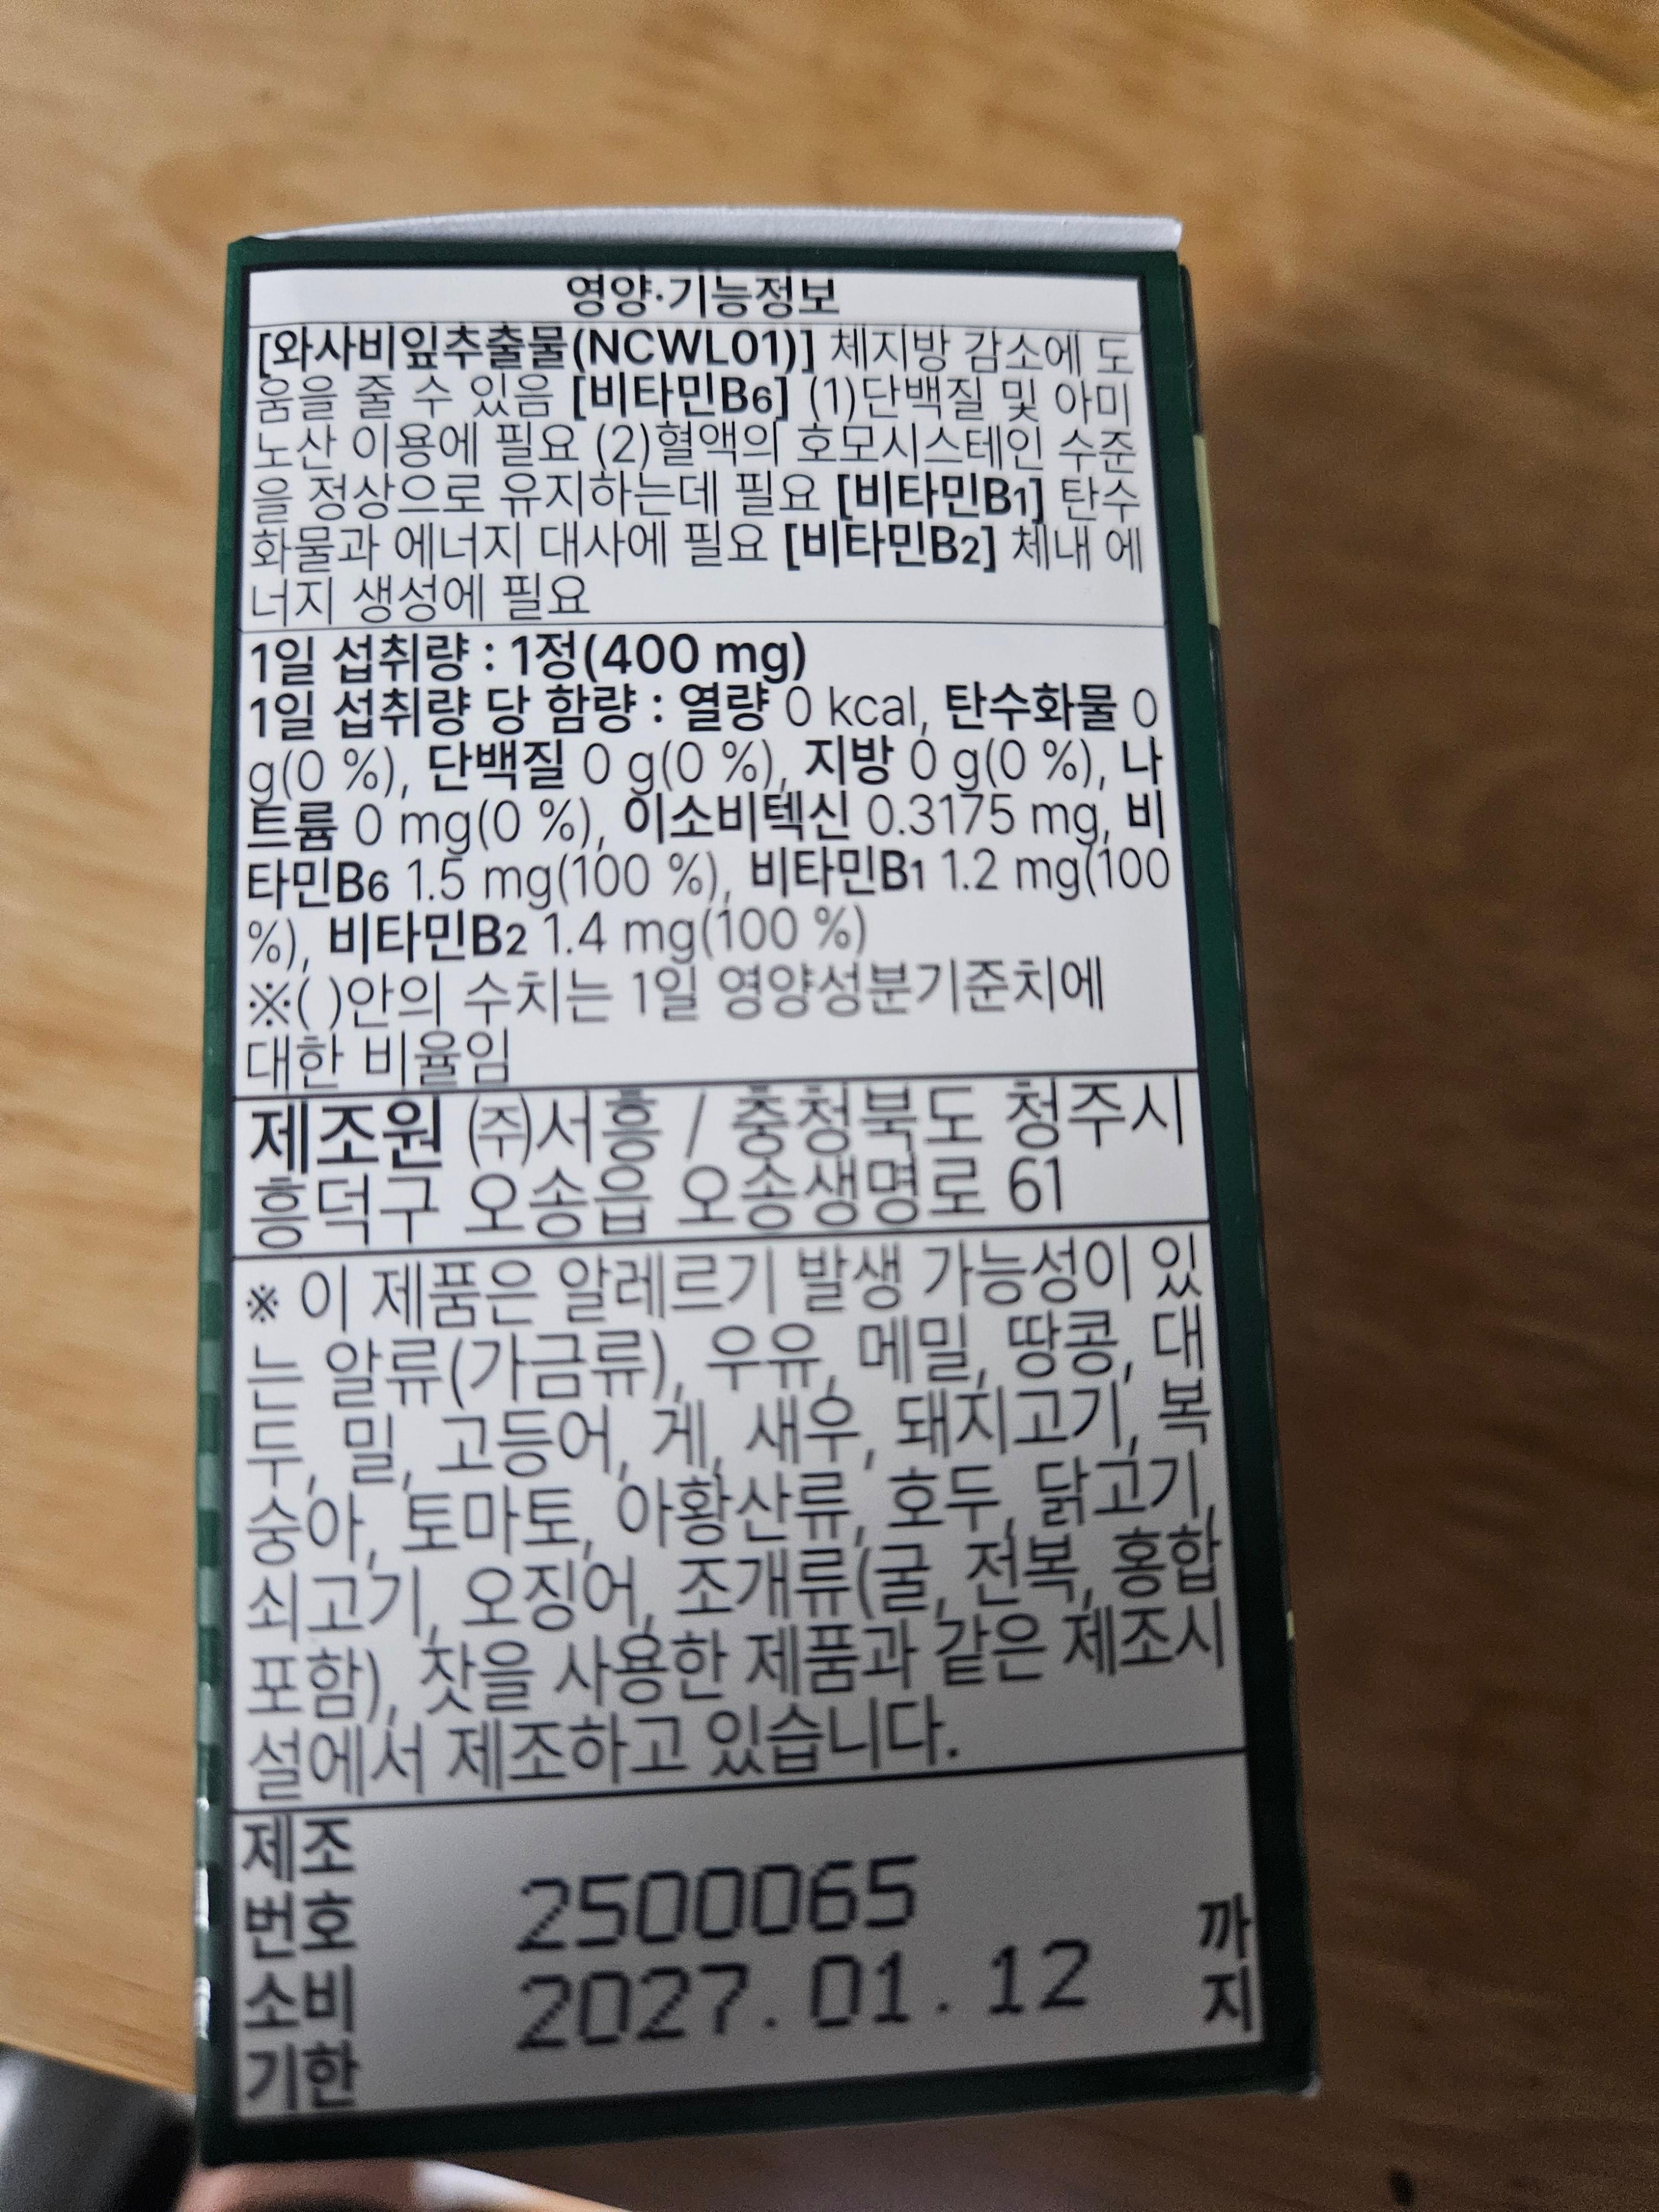 영양·기능정보
[와사비잎추출물(NCWL01)] 체지방 감소에 도
움을 줄 수 있음 [비타민B6] (1)단백질 및 아미
노산 이용에 필요 (2)혈액의 호모시스테인 수준
을 정상으로 유지하는데 필요 [비타민B1] 탄수
화물과 에너지 대사에 필요 [비타민B2] 체내 에
너지 생성에 필요
1일 섭취량 : 1정(400 mg)
1일 섭취량 당 함량 : 열량 0 kcal, 탄수화물 0
g(0 %), 단백질 0 g(0 %), 지방 0 g(0 %), 나
트륨 0 mg(0 %), 이소비텍신 0.3175 mg, 비
타민B6 1.5 mg(100 %), 비타민B1 1.2 mg(100
%), 비타민B2 1.4 mg(100 %)
※( )안의 수치는 1일 영양성분기준치에
대한 비율임
제조원 ㈜서흥 / 충청북도 청주시
흥덕구 오송읍 오송생명로 61
※ 이 제품은 알레르기 발생 가능성이 있
는 알류(가금류), 우유, 메밀, 땅콩, 대
두, 밀, 고등어, 게, 새우, 돼지고기, 복
숭아, 토마토, 아황산류, 호두, 닭고기,
쇠고기, 오징어, 조개류(굴, 전복, 홍합
포함), 잣을 사용한 제품과 같은 제조시
설에서 제조하고 있습니다.
제조
번호 2500065
소비 2027.01.12 까지
기한